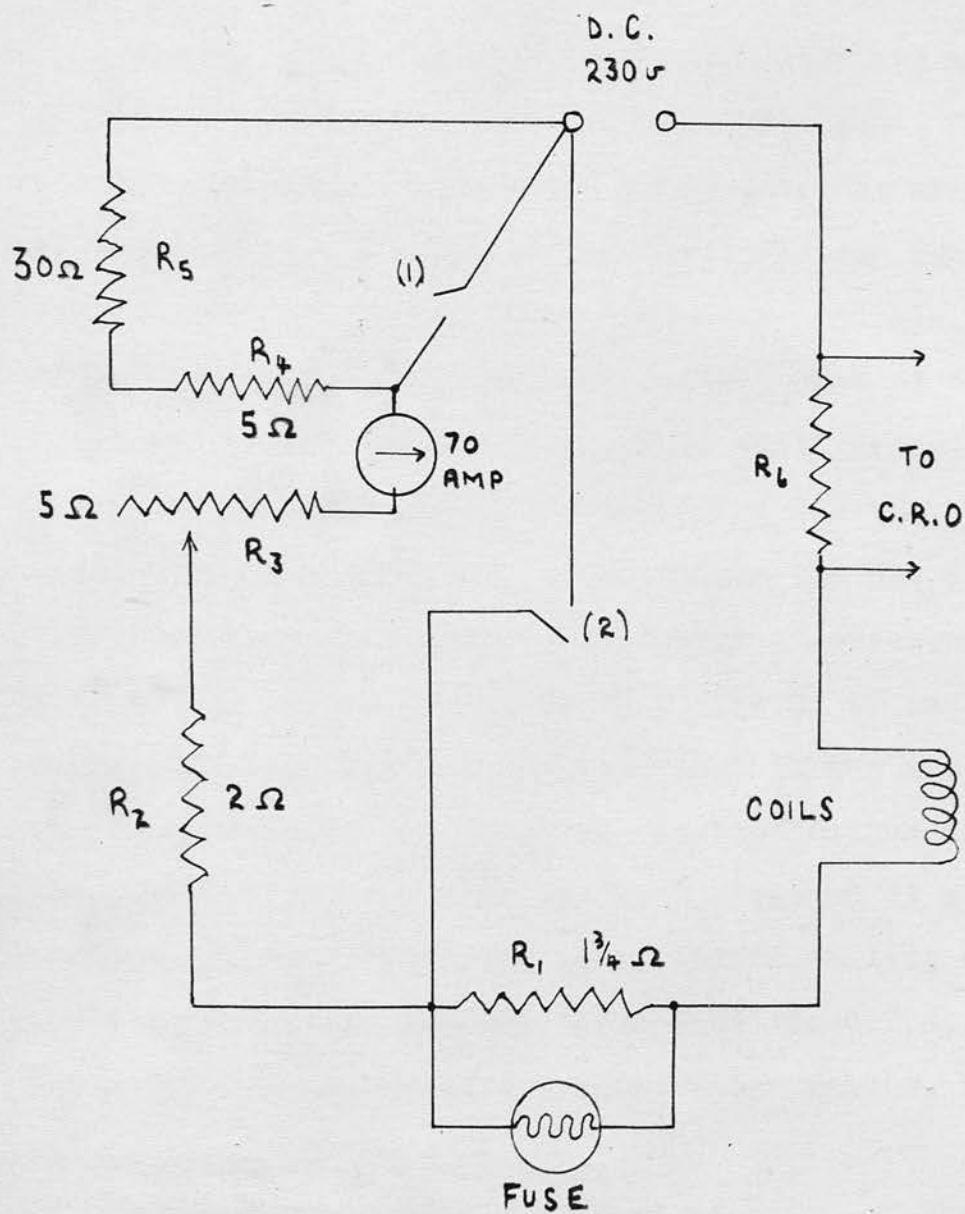 D.C.
230 v
30Ω
R5
(1)
R4
5Ω
70
AMP
5Ω
R3
R6
TO
C.R.O
(2)
R2
2Ω
COILS
R1 1¾ Ω
FUSE